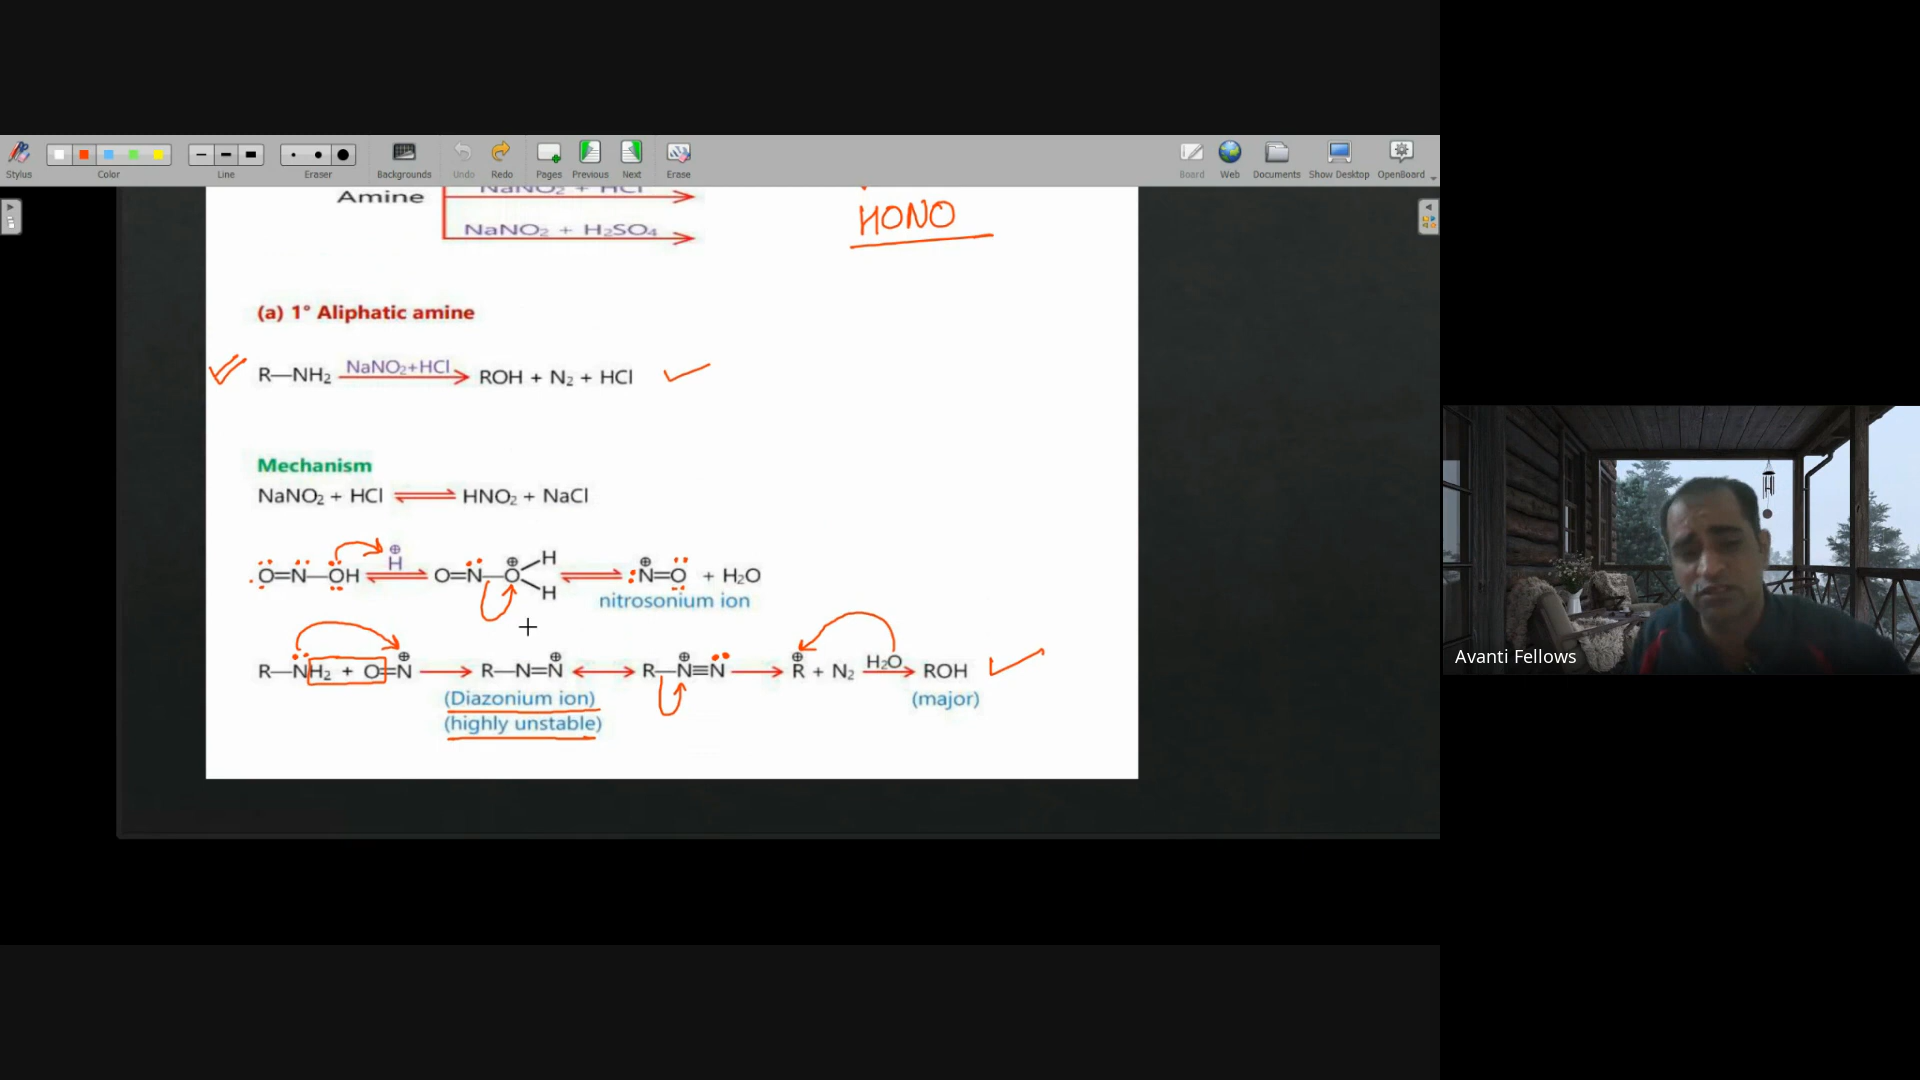 Stylus Color Line Eraser Backgrounds Undo Redo Pages Previous Next Erase Board Web Documents Show Desktop OpenBoard
NaNO₂ + HCl
Amine
HONO
NaNO₂ + H₂SO₄
(a) 1° Aliphatic amine
R—NH₂ NaNO₂+HCl ROH + N₂ + HCl
Mechanism
NaNO₂ + HCl ⇌ HNO₂ + NaCl
O=N—OH ⇌ H⊕ O=N—O⊕ H H ⇌ N⊕=O + H₂O
nitrosonium ion
R—NH₂ + O=N⊕ → R—N=N⊕ ↔ R—N⊕≡N → R⊕ + N₂ H₂O → ROH
(Diazonium ion) (major)
(highly unstable)
Avanti Fellows